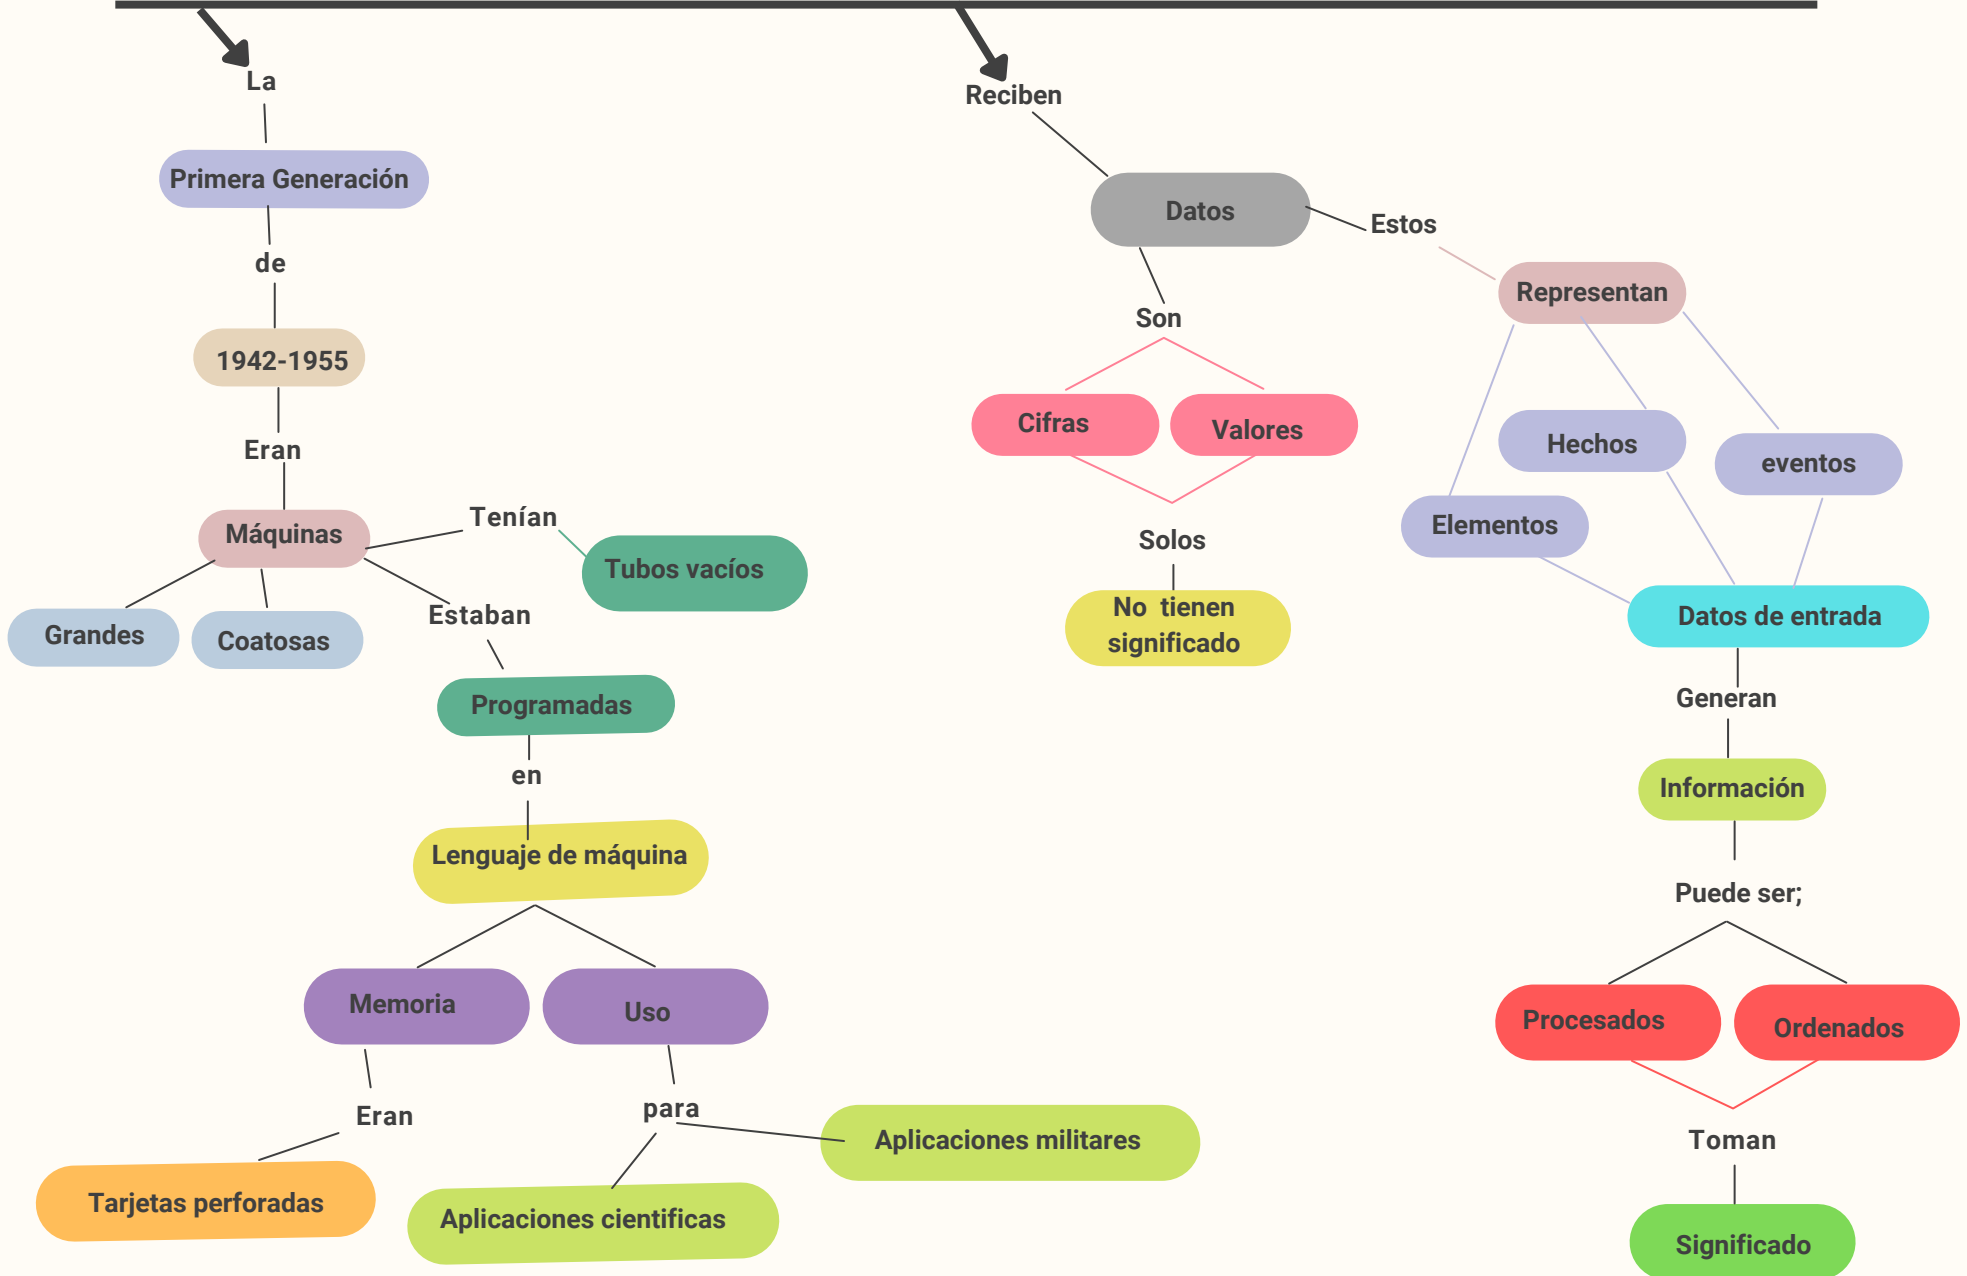 La
Primera Generación
de
1942-1955
Eran
Máquinas
Tenían
Tubos vacíos
Grandes
Coatosas
Estaban
Programadas
en
Lenguaje de máquina
Memoria
Uso
Eran
para
Tarjetas perforadas
Aplicaciones cientificas
Aplicaciones militares
Reciben
Datos
Son
Cifras
Valores
Solos
No tienen
significado
Estos
Representan
Hechos
eventos
Elementos
Datos de entrada
Generan
Información
Puede ser;
Procesados
Ordenados
Toman
Significado